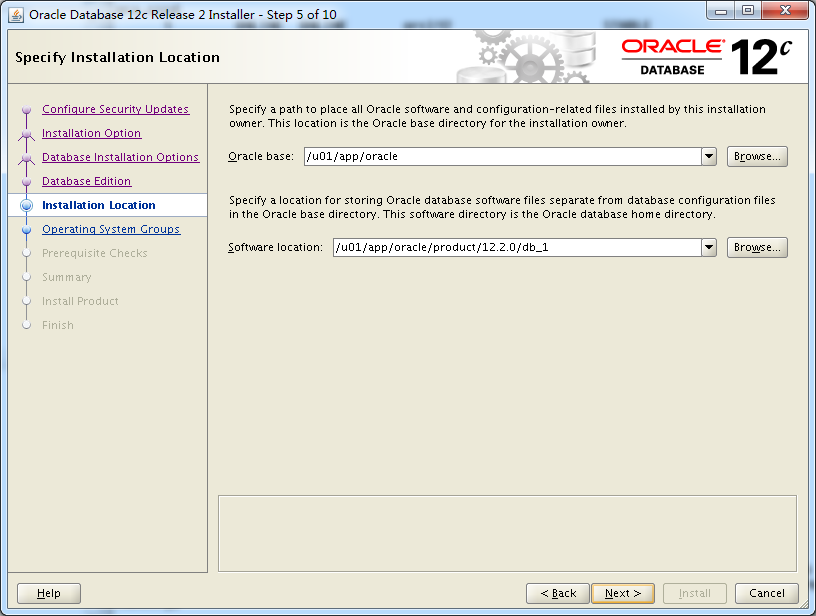 Oracle Database 12c Release 2 Installer - Step 5 of 10
Specify Installation Location
ORACLE®
DATABASE
12c
Configure Security Updates
Installation Option
Database Installation Options
Database Edition
Installation Location
Operating System Groups
Prerequisite Checks
Summary
Install Product
Finish
Specify a path to place all Oracle software and configuration-related files installed by this installation
owner. This location is the Oracle base directory for the installation owner.
Oracle base: /u01/app/oracle Browse...
Specify a location for storing Oracle database software files separate from database configuration files
in the Oracle base directory. This software directory is the Oracle database home directory.
Software location: /u01/app/oracle/product/12.2.0/db_1 Browse...
Help < Back Next > Install Cancel